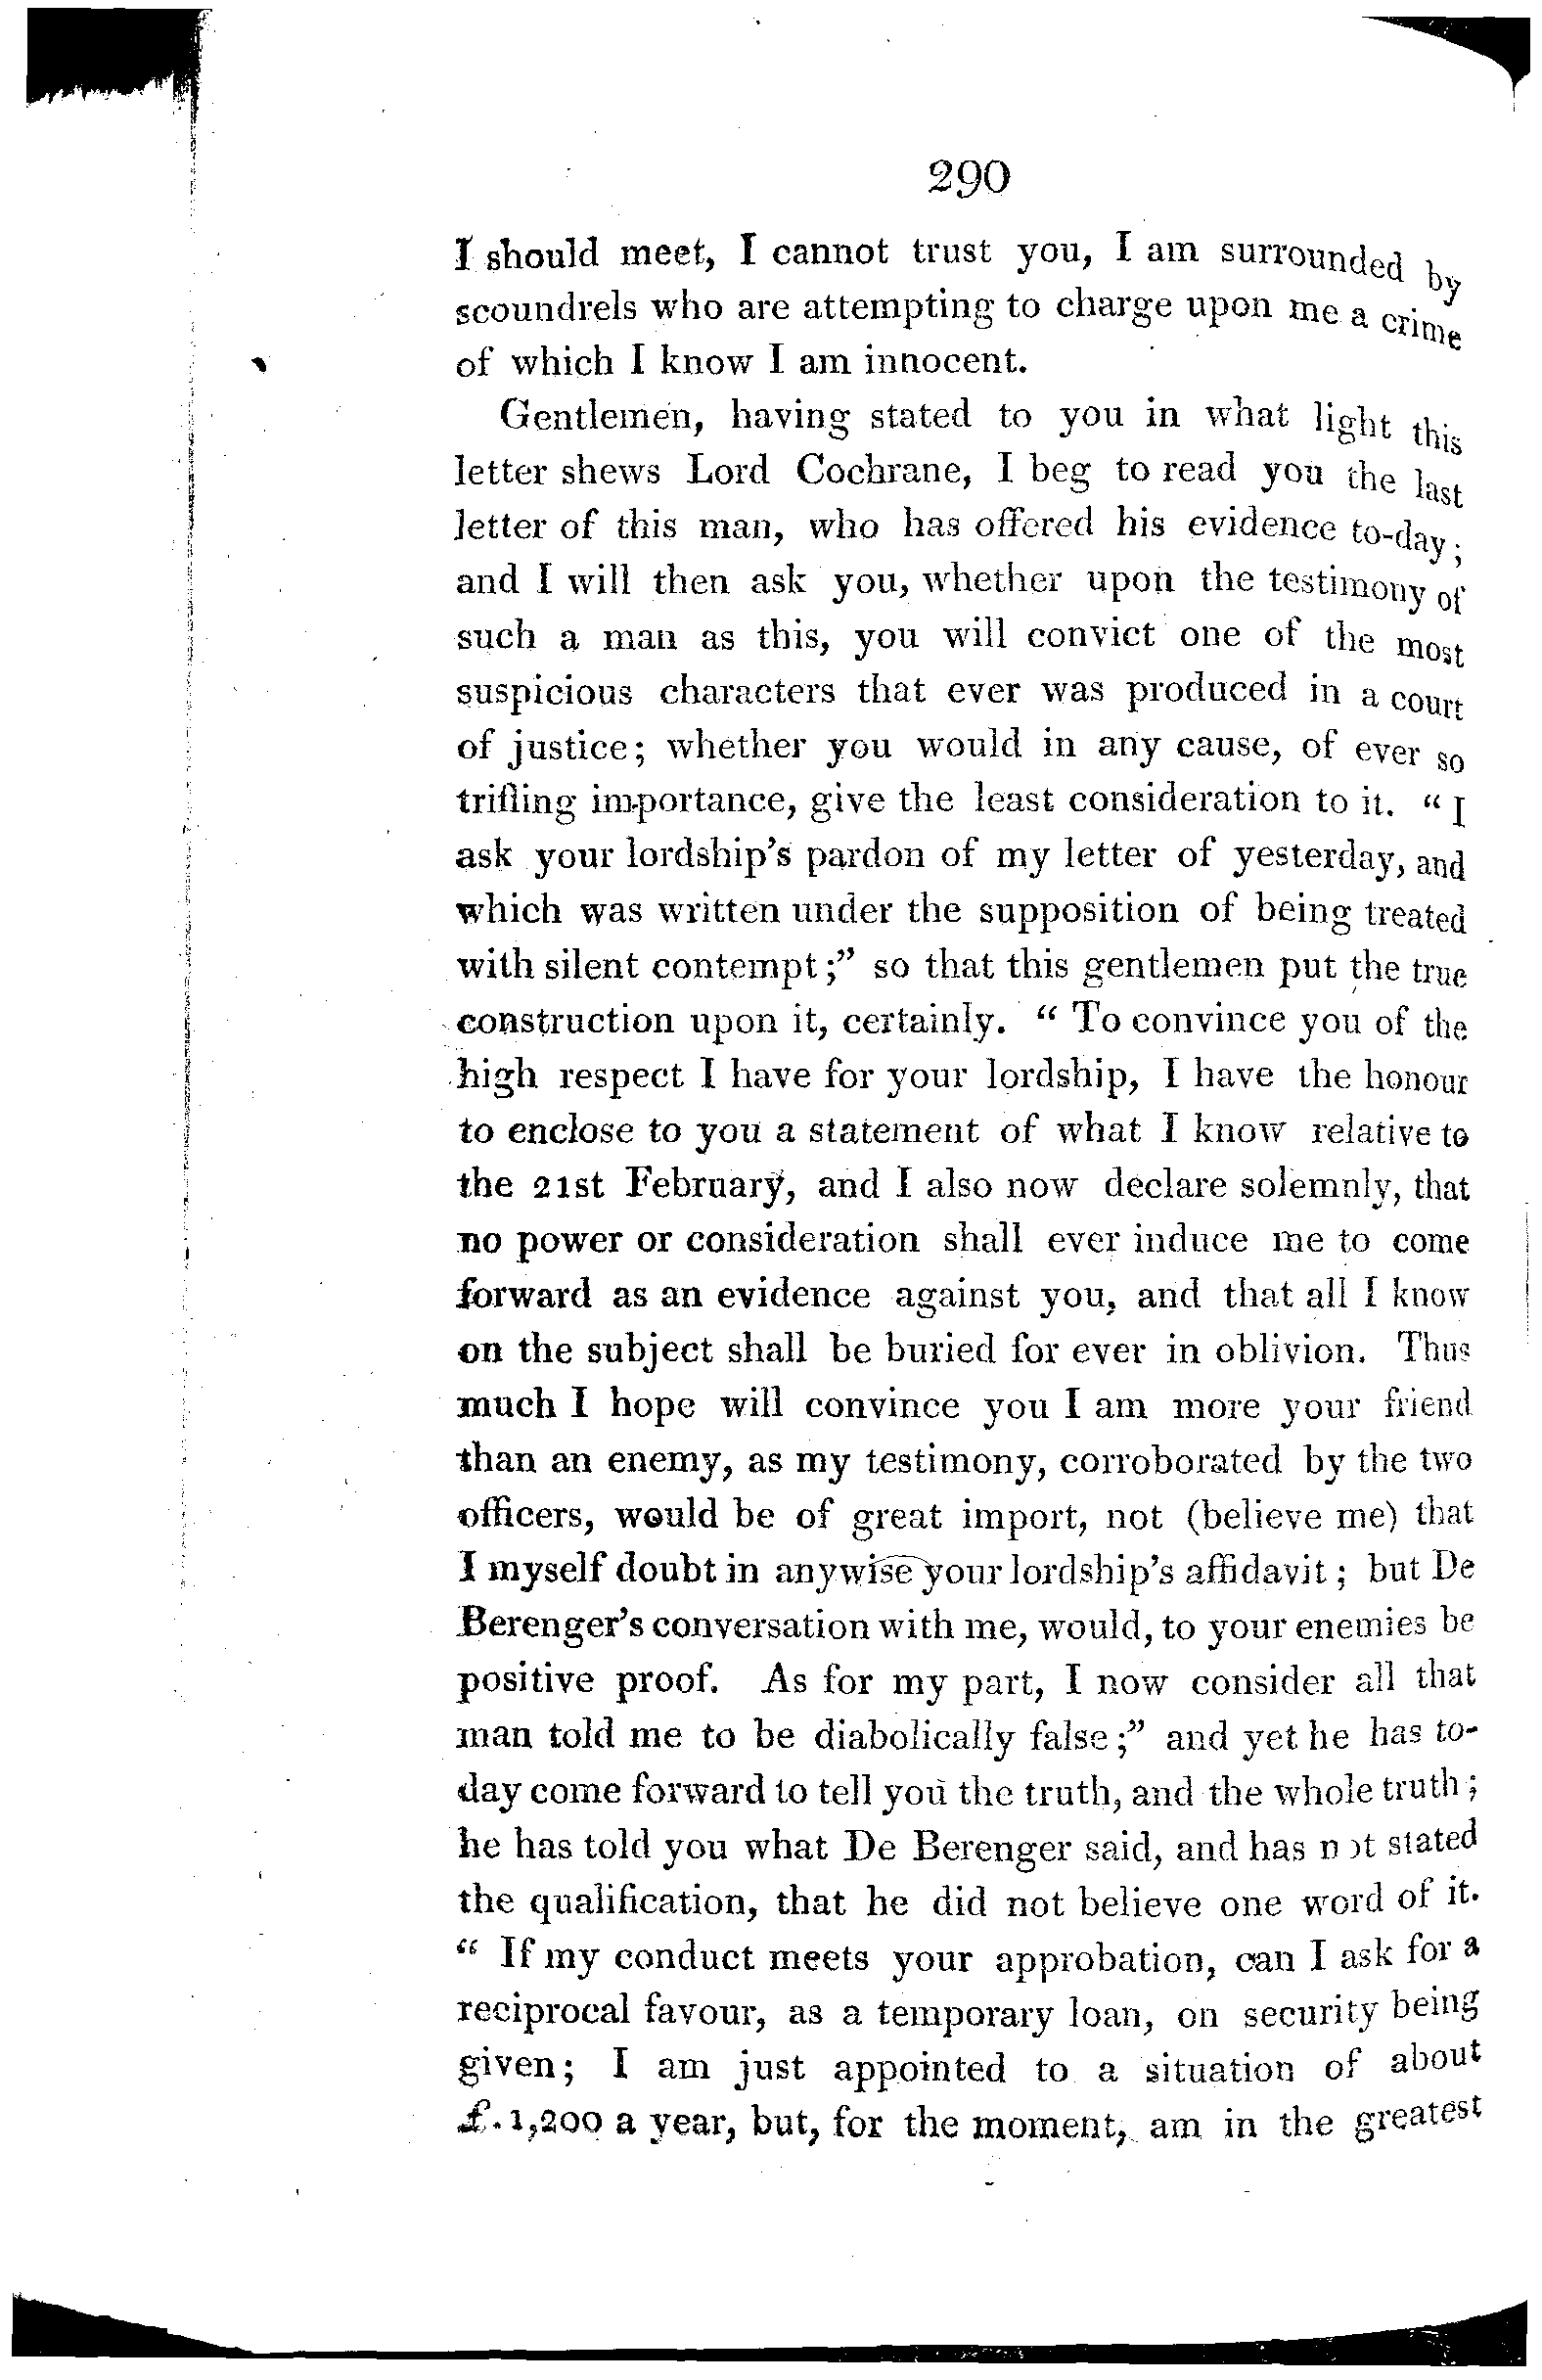 290
I should meet, I cannot trust you, I am surrounded by
scoundrels who are attempting to charge upon me a crime
of which I know I am innocent.
Gentlemen, having stated to you in what light this
letter shews Lord Cochrane, I beg to read you the last
letter of this man, who has offered his evidence to-day;
and I will then ask you, whether upon the testimony of
such a man as this, you will convict one of the most
suspicious characters that ever was produced in a court
of justice; whether you would in any cause, of ever so
trifling importance, give the least consideration to it. “ I
ask your lordship’s pardon of my letter of yesterday, and
which was written under the supposition of being treated
with silent contempt;” so that this gentlemen put the true
construction upon it, certainly. “ To convince you of the
high respect I have for your lordship, I have the honour
to enclose to you a statement of what I know relative to
the 21st February, and I also now declare solemnly, that
no power or consideration shall ever induce me to come
forward as an evidence against you, and that all I know
on the subject shall be buried for ever in oblivion. Thus
much I hope will convince you I am more your friend
than an enemy, as my testimony, corroborated by the two
officers, would be of great import, not (believe me) that
I myself doubt in anywise your lordship’s affidavit; but De
Berenger’s conversation with me, would, to your enemies be
positive proof. As for my part, I now consider all that
man told me to be diabolically false;” and yet he has to-
day come forward to tell you the truth, and the whole truth;
he has told you what De Berenger said, and has not stated
the qualification, that he did not believe one word of it.
“ If my conduct meets your approbation, can I ask for a
reciprocal favour, as a temporary loan, on security being
given; I am just appointed to a situation of about
£.1,200 a year, but, for the moment, am in the greatest